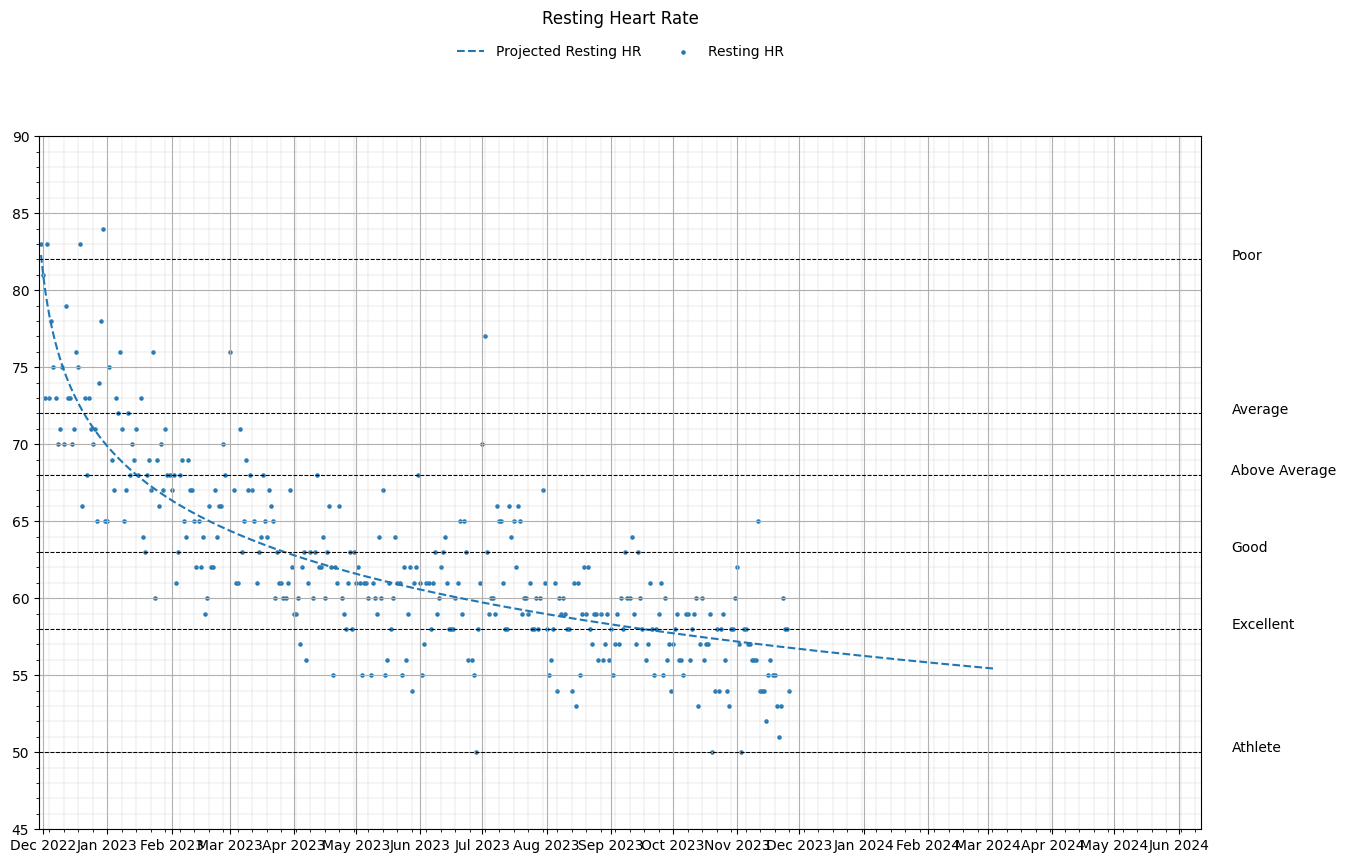 Resting Heart Rate
Projected Resting HR Resting HR
90
85
Poor
80
75
Average
70
Above Average
65
Good
60
Excellent
55
Athlete
50
45
Dec 2022 Jan 2023 Feb 2023 Mar 2023 Apr 2023 May 2023 Jun 2023 Jul 2023 Aug 2023 Sep 2023 Oct 2023 Nov 2023 Dec 2023 Jan 2024 Feb 2024 Mar 2024 Apr 2024 May 2024 Jun 2024